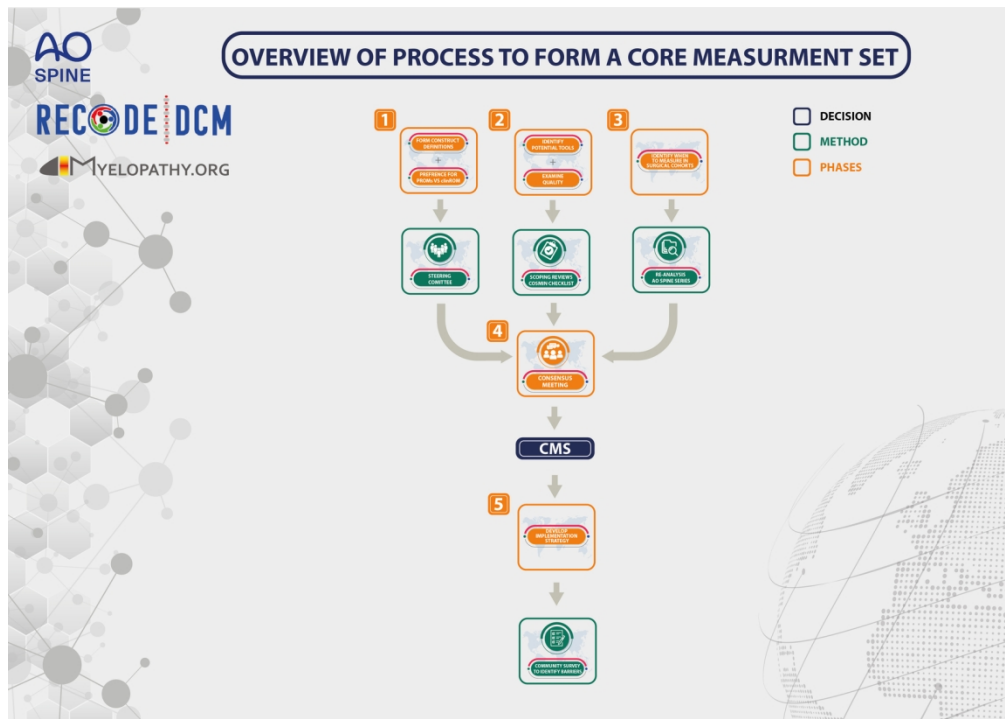 AO
SPINE
RECODE DCM
MYELOPATHY.ORG
OVERVIEW OF PROCESS TO FORM A CORE MEASURMENT SET
DECISION
METHOD
PHASES
1
FORM CONSTRUCT
DEFINITIONS
+
PREFRENCE FOR
PROMs VS clinROM
2
IDENTIFY
POTENTIAL TOOLS
+
EXAMINE
QUALITY
3
IDENTIFY WHEN
TO MEASURE IN
SURGICAL COHORTS
STEERING
COMITTEE
SCOPING REVIEWS
COSMIN CHECKLIST
RE-ANALYSIS
AO SPINE SERIES
4
CONSENSUS
MEETING
CMS
5
DEVELOP
IMPLEMENTATION
STRATEGY
COMMUNITY SURVEY
TO IDENTIFY BARRIERS